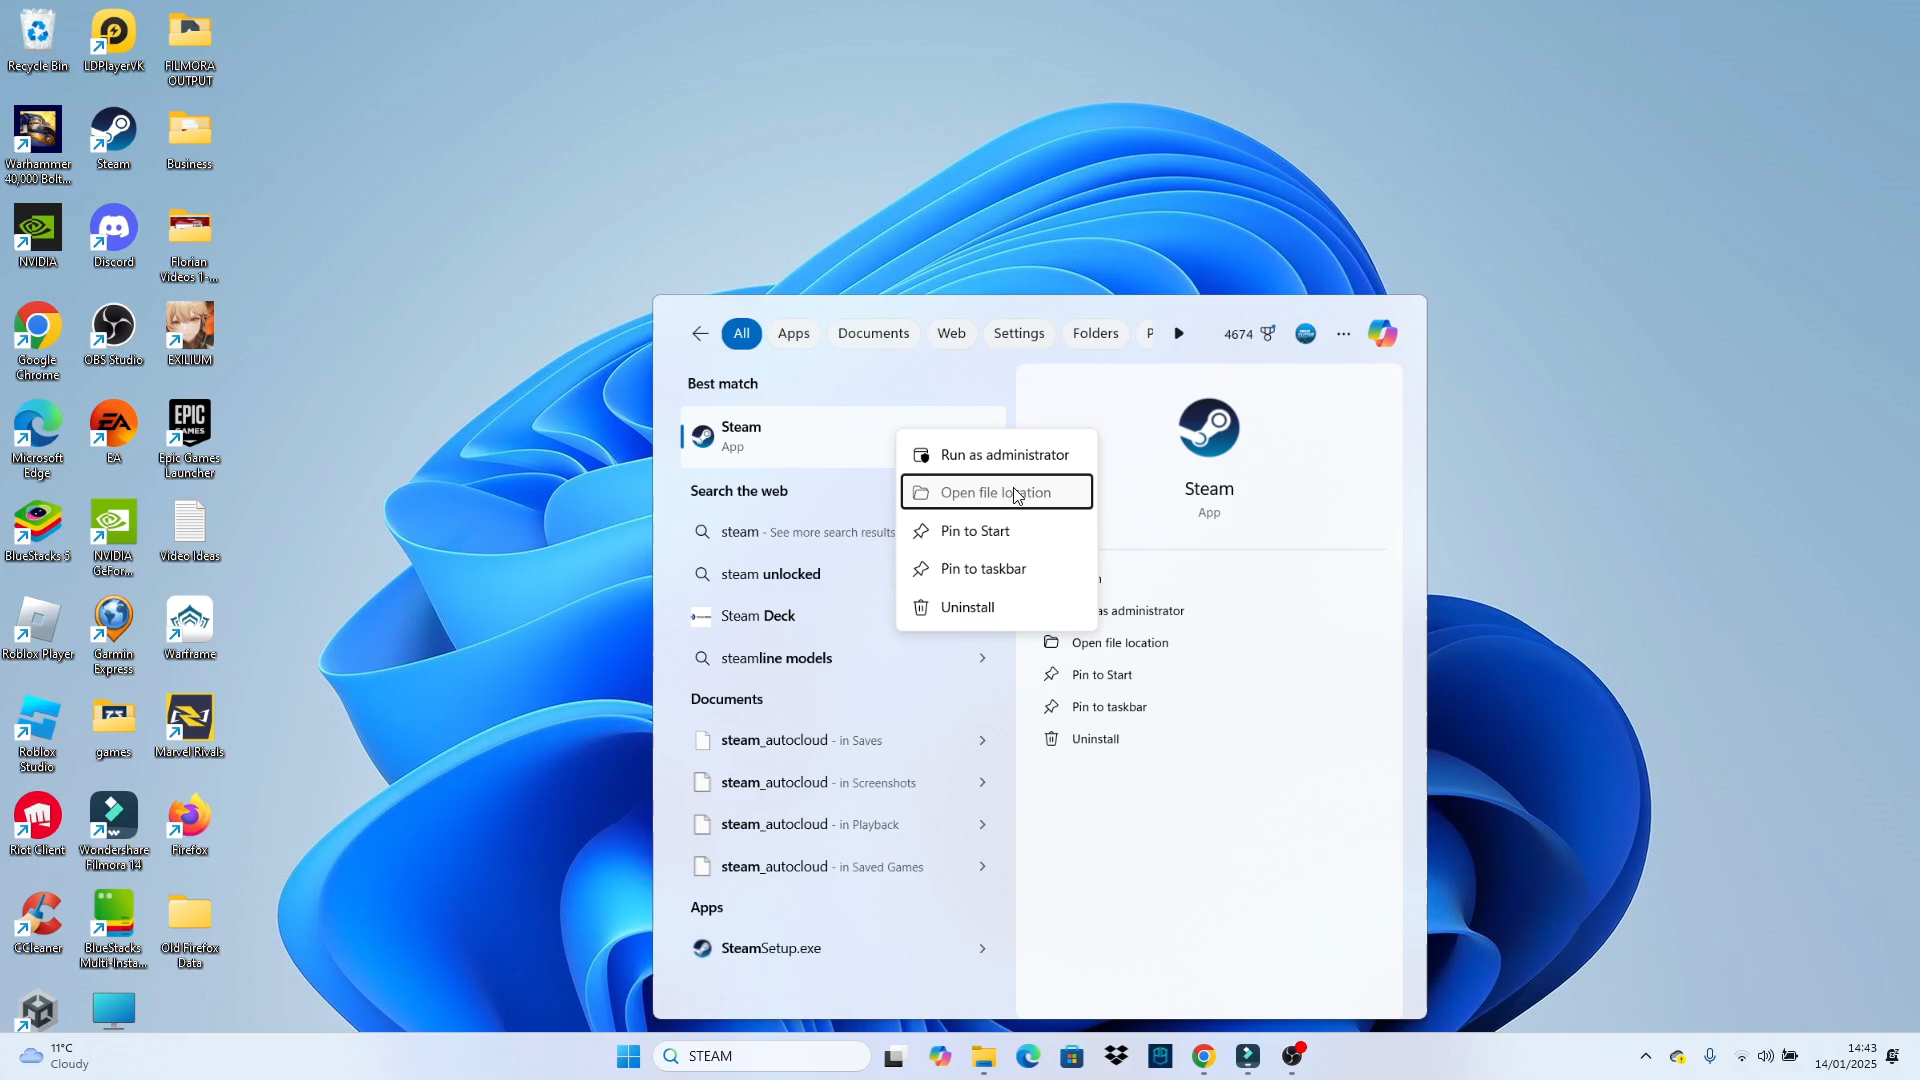 Recycle Bin
LDPlayerVK
FILMORA
OUTPUT
Warhammer
40,000 Bolt...
Steam
Business
NVIDIA
Discord
Florian
Videos 1-...
Google
Chrome
OBS Studio
EXILIUM
Microsoft
Edge
EA
EPIC
GAMES
Epic Games
Launcher
BlueStacks 5
NVIDIA
GeFor...
Video Ideas
Roblox Player
Garmin
Express
Warframe
Roblox
Studio
games
Marvel Rivals
Riot Client
Wondershare
Filmora 14
Firefox
CCleaner
BlueStacks
Multi-Insta...
Old Firefox
Data
All
Apps
Documents
Web
Settings
Folders
P
4674
Best match
Steam
App
Search the web
steam - See more search results
steam unlocked
Steam Deck
steamline models
Documents
steam_autocloud - in Saves
steam_autocloud - in Screenshots
steam_autocloud - in Playback
steam_autocloud - in Saved Games
Apps
SteamSetup.exe
Run as administrator
Open file location
Pin to Start
Pin to taskbar
Uninstall
Steam
App
as administrator
Open file location
Pin to Start
Pin to taskbar
Uninstall
11°C
Cloudy
STEAM
14:43
14/01/2025